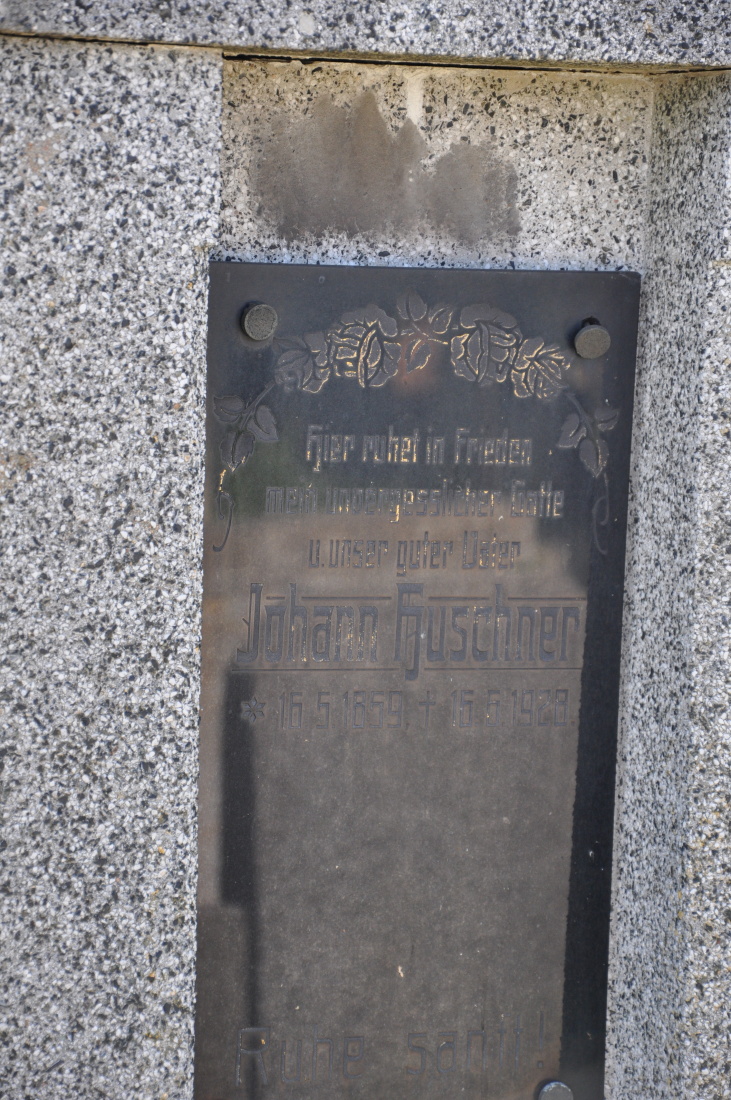 Hier ruhet in Frieden
mein unvergesslicher Gatte
u. unser guter Vater
Johann Huschner
* 16.5.1859, † 15.6.1928.
Ruhe sanft!